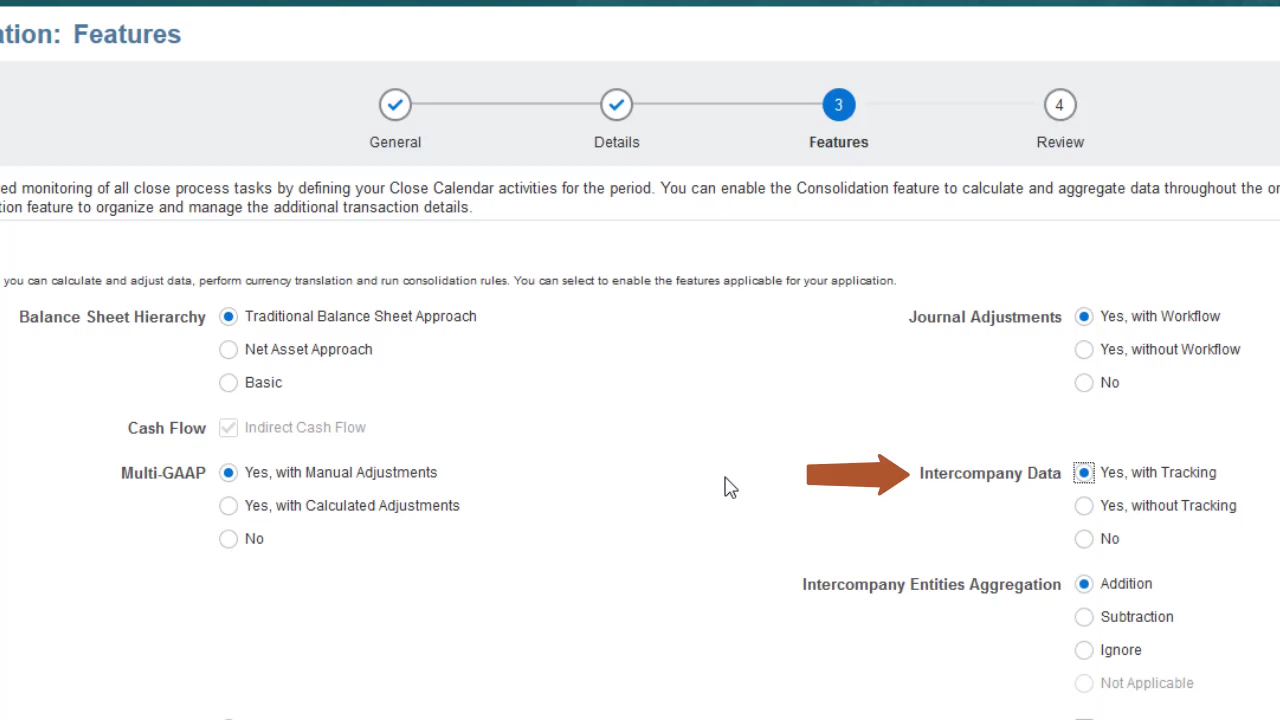 ation: Features
3
4
General
Details
Features
Review
ed monitoring of all close process tasks by defining your Close Calendar activities for the period. You can enable the Consolidation feature to calculate and aggregate data throughout the or
tion feature to organize and manage the additional transaction details.
you can calculate and adjust data, perform currency translation and run consolidation rules. You can select to enable the features applicable for your application.
Balance Sheet Hierarchy
Traditional Balance Sheet Approach
Net Asset Approach
Basic
Cash Flow
Indirect Cash Flow
Multi-GAAP
Yes, with Manual Adjustments
Yes, with Calculated Adjustments
No
Journal Adjustments
Yes, with Workflow
Yes, without Workflow
No
Intercompany Data
Yes, with Tracking
Yes, without Tracking
No
Intercompany Entities Aggregation
Addition
Subtraction
Ignore
Not Applicable